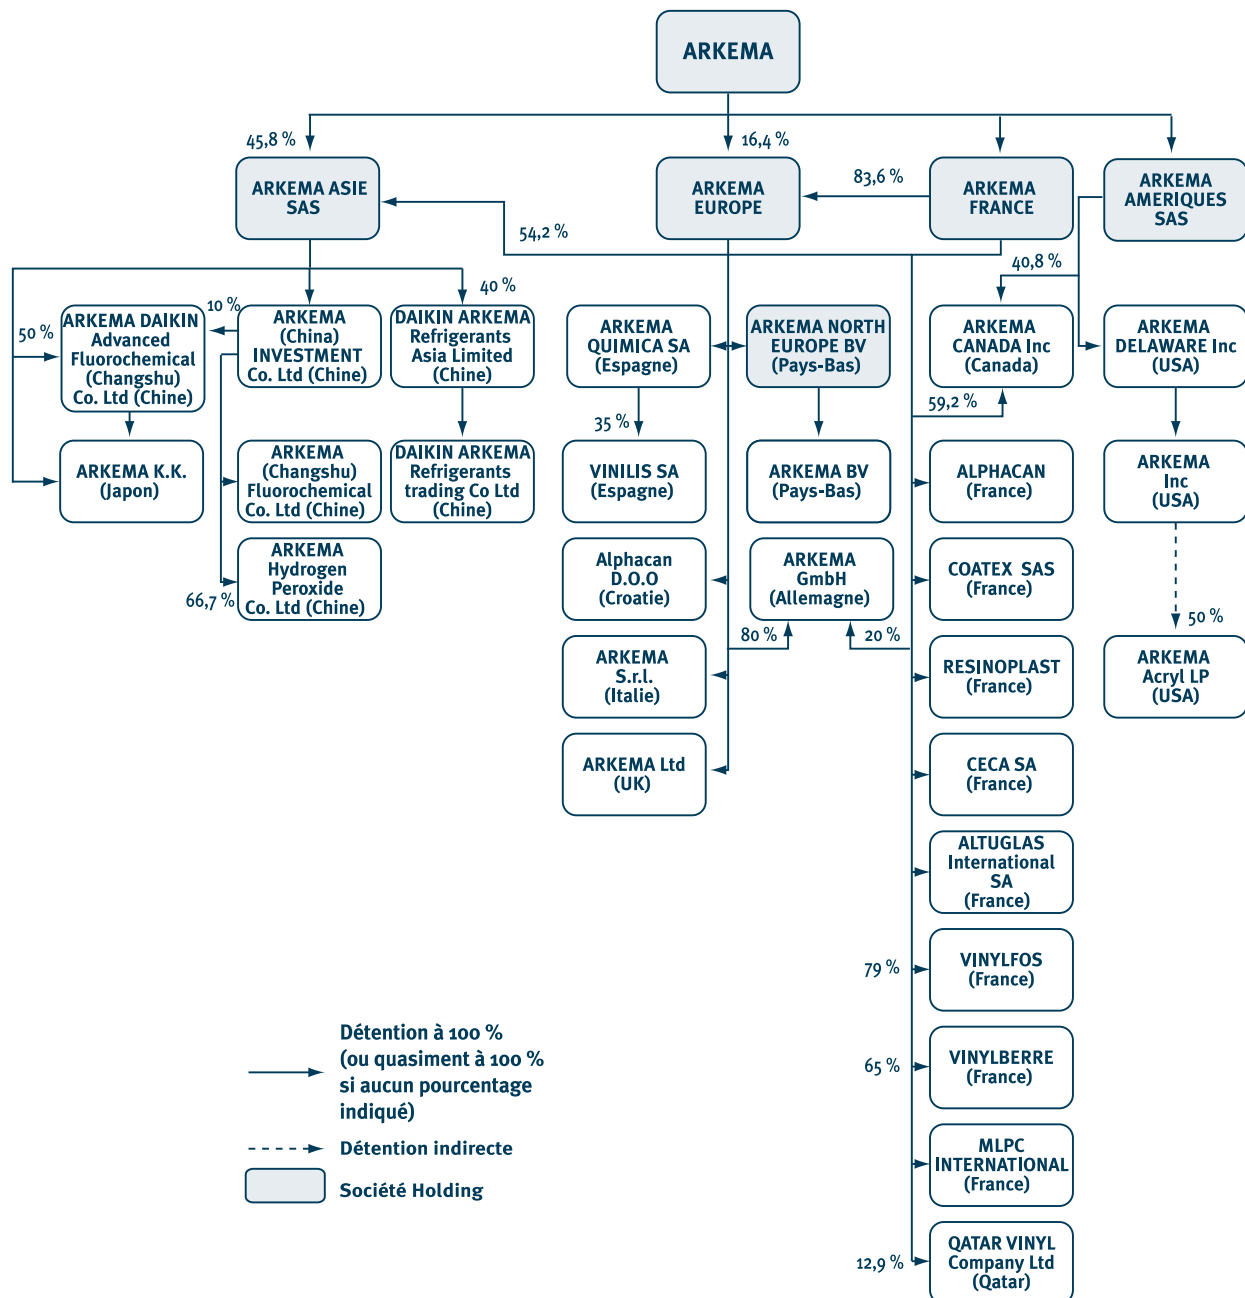 ARKEMA
45,8 %
16,4 %
ARKEMA ASIE
SAS
ARKEMA
EUROPE
83,6 %
ARKEMA
FRANCE
ARKEMA
AMERIQUES
SAS
54,2 %
40,8 %
50 %
ARKEMA DAIKIN
Advanced
Fluorochemical
(Changshu)
Co. Ltd (Chine)
10 %
ARKEMA
(China)
INVESTMENT
Co. Ltd (Chine)
40 %
DAIKIN ARKEMA
Refrigerants
Asia Limited
(Chine)
ARKEMA
QUIMICA SA
(Espagne)
ARKEMA NORTH
EUROPE BV
(Pays-Bas)
ARKEMA
CANADA Inc
(Canada)
ARKEMA
DELAWARE Inc
(USA)
59,2 %
35 %
ARKEMA K.K.
(Japon)
ARKEMA
(Changshu)
Fluorochemical
Co. Ltd (Chine)
DAIKIN ARKEMA
Refrigerants
trading Co Ltd
(Chine)
VINILIS SA
(Espagne)
ARKEMA BV
(Pays-Bas)
ALPHACAN
(France)
ARKEMA
Inc
(USA)
66,7 %
ARKEMA
Hydrogen
Peroxide
Co. Ltd (Chine)
Alphacan
D.O.O
(Croatie)
ARKEMA
GmbH
(Allemagne)
COATEX SAS
(France)
80 %
20 %
50 %
ARKEMA
S.r.l.
(Italie)
RESINOPLAST
(France)
ARKEMA
Acryl LP
(USA)
ARKEMA Ltd
(UK)
CECA SA
(France)
ALTUGLAS
International
SA
(France)
79 %
VINYLFOS
(France)
65 %
VINYLBERRE
(France)
MLPC
INTERNATIONAL
(France)
12,9 %
QATAR VINYL
Company Ltd
(Qatar)
Détention à 100 %
(ou quasiment à 100 %
si aucun pourcentage
indiqué)
Détention indirecte
Société Holding